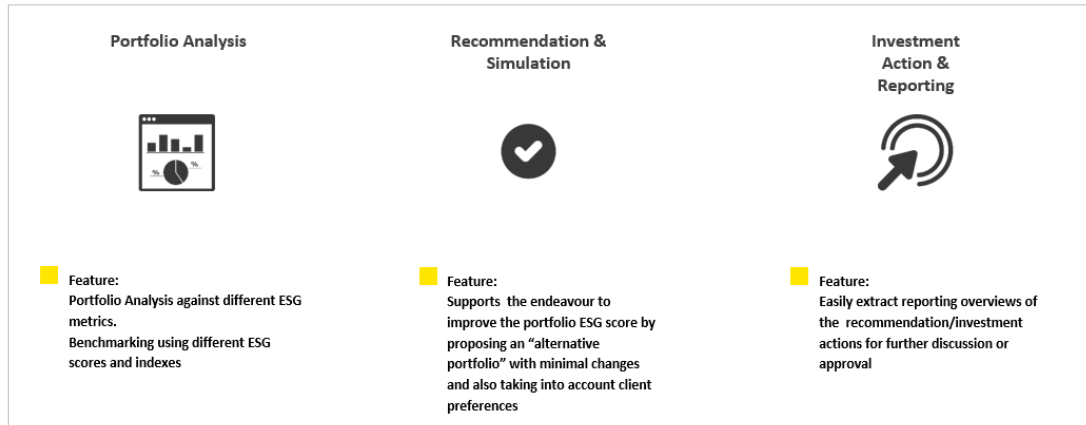 Portfolio Analysis
%
%
Feature:
Portfolio Analysis against different ESG
metrics.
Benchmarking using different ESG
scores and indexes
Recommendation &
Simulation
Feature:
Supports  the endeavour to
improve the portfolio ESG score by
proposing an “alternative
portfolio” with minimal changes
and also taking into account client
preferences
Investment
Action &
Reporting
Feature:
Easily extract reporting overviews of
the  recommendation/investment
actions for further discussion or
approval